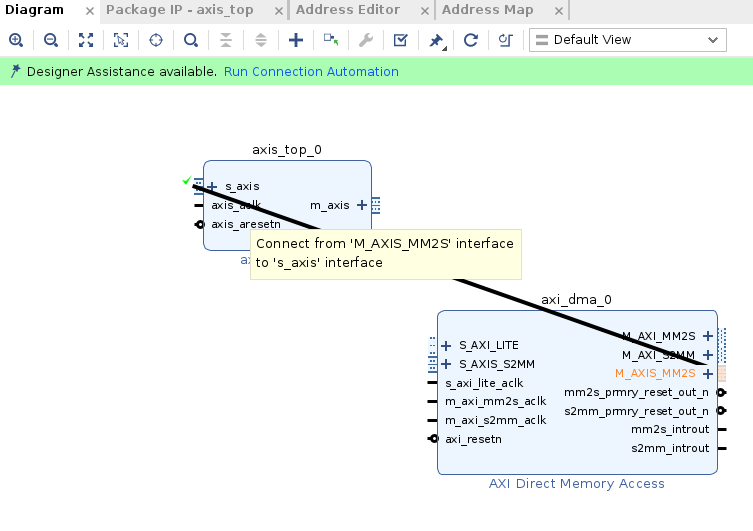 Diagram × Package IP - axis_top × Address Editor × Address Map ×
Default View
Designer Assistance available. Run Connection Automation
axis_top_0
s_axis
axis_aclk
m_axis
axis_aresetn
Connect from 'M_AXIS_MM2S' interface
to 's_axis' interface
ax
axi_dma_0
S_AXI_LITE
S_AXIS_S2MM
s_axi_lite_aclk
m_axi_mm2s_aclk
m_axi_s2mm_aclk
axi_resetn
M_AXI_MM2S
M_AXI_S2MM
M_AXIS_MM2S
mm2s_prmry_reset_out_n
s2mm_prmry_reset_out_n
mm2s_introut
s2mm_introut
AXI Direct Memory Access